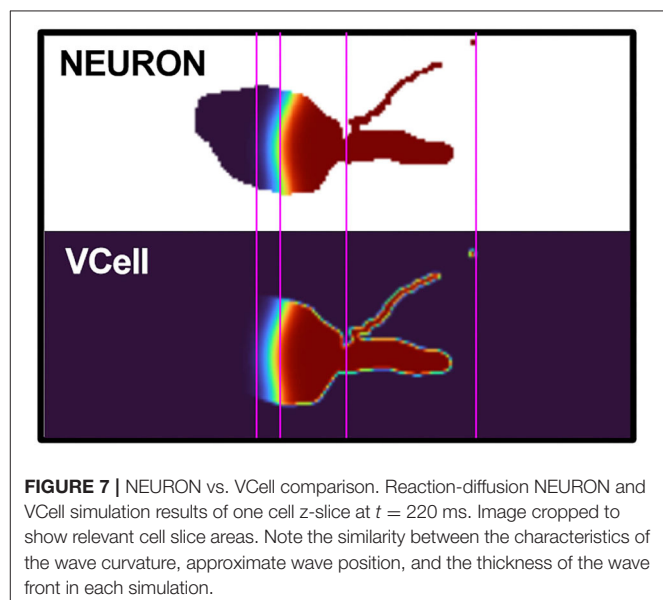 NEURON
VCell
FIGURE 7 | NEURON vs. VCell comparison. Reaction-diffusion NEURON and
VCell simulation results of one cell z-slice at t = 220 ms. Image cropped to
show relevant cell slice areas. Note the similarity between the characteristics of
the wave curvature, approximate wave position, and the thickness of the wave
front in each simulation.